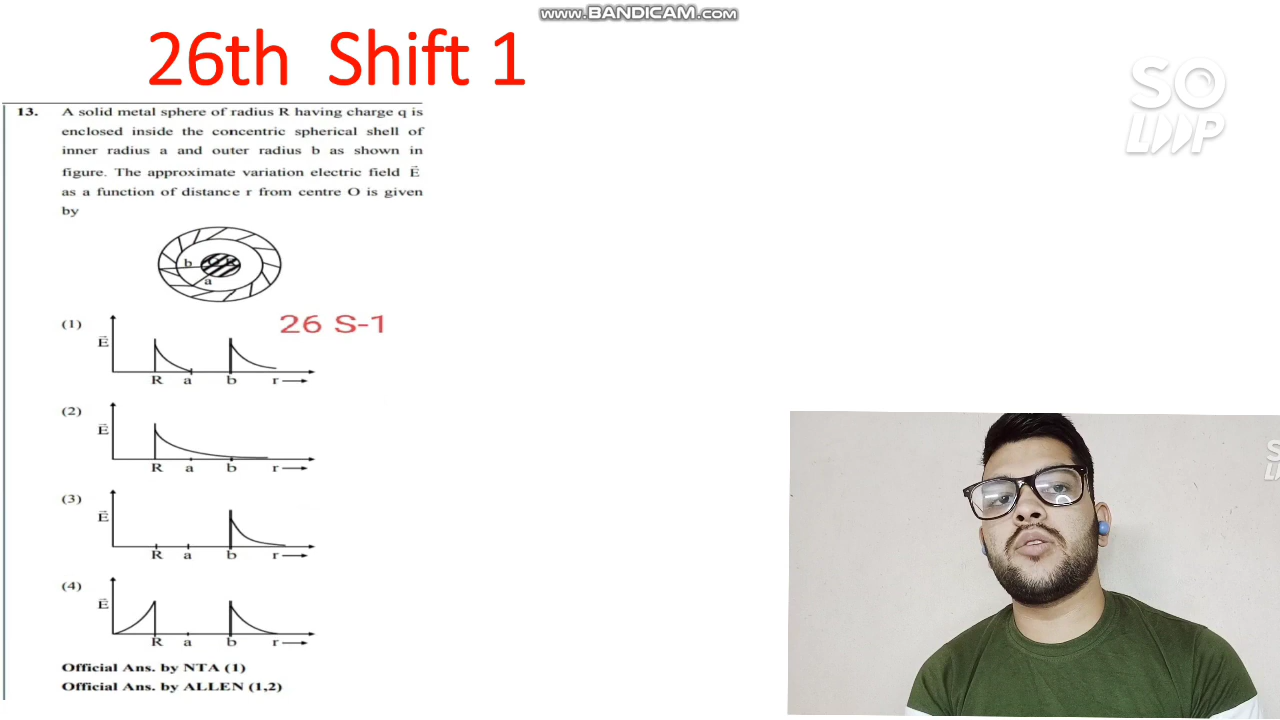 www.BANDICAM.com
26th Shift 1
SO
LOOP
13. A solid metal sphere of radius R having charge q is
enclosed inside the concentric spherical shell of
inner radius a and outer radius b as shown in
figure. The approximate variation electric field E⃗
as a function of distance r from centre O is given
by
b
a
(1)
26 S-1
E⃗
R a b r
(2)
E⃗
R a b r
(3)
E⃗
R a b r
(4)
E⃗
R a b r
Official Ans. by NTA (1)
Official Ans. by ALLEN (1,2)